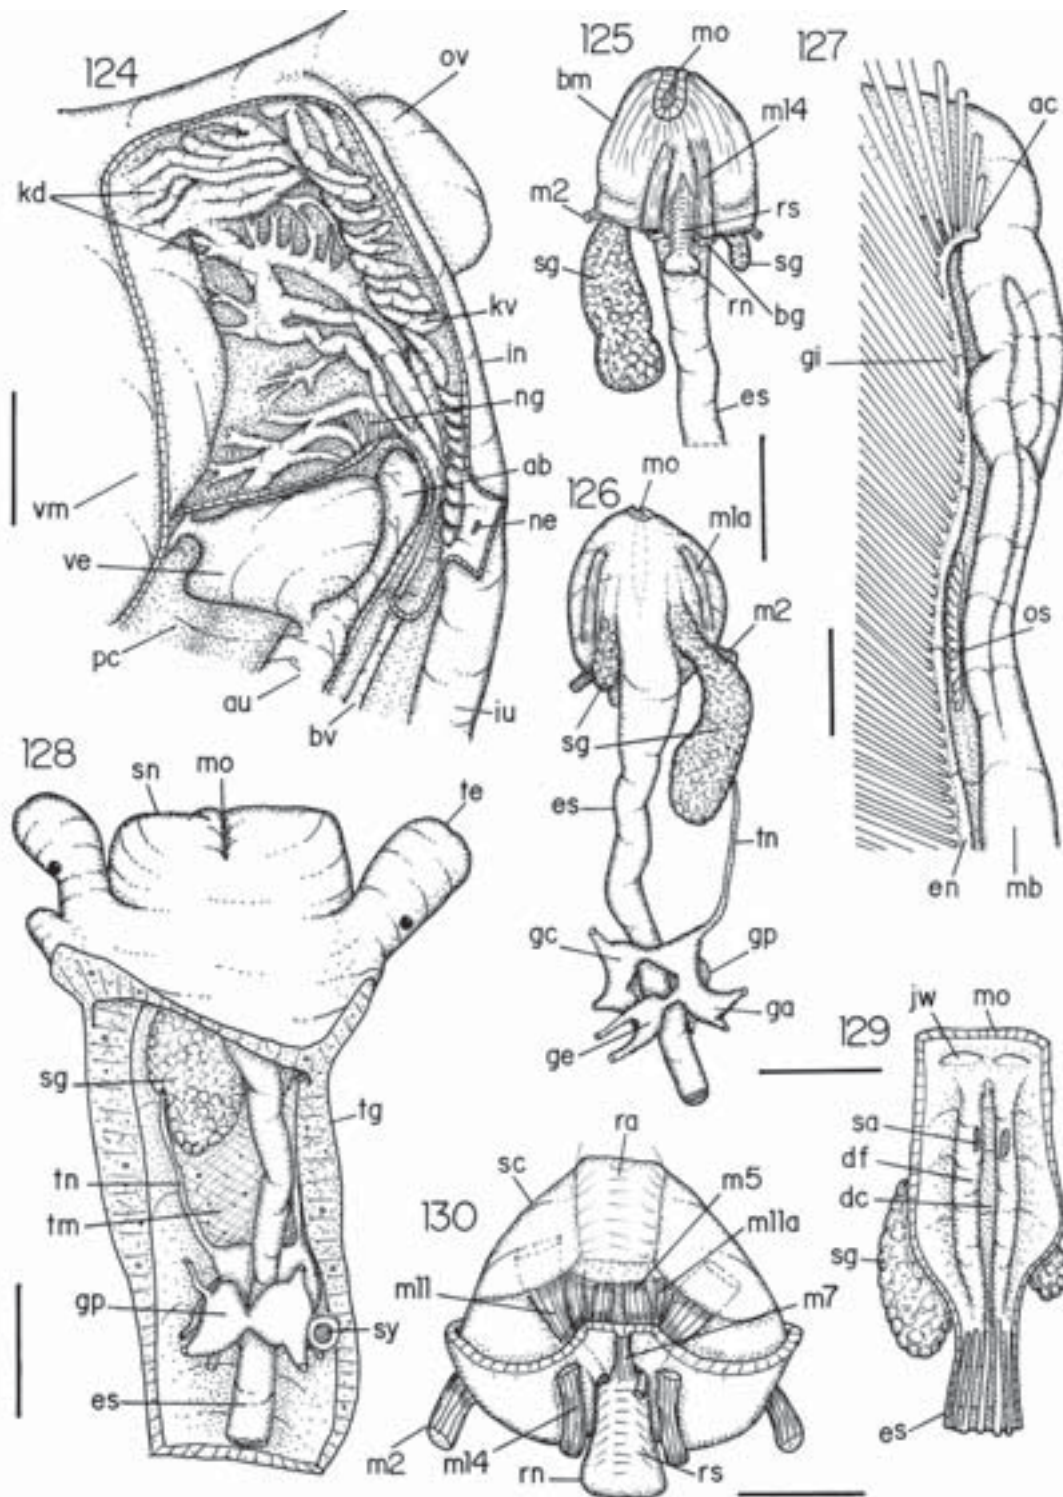 124
ov
kd
kv
in
ng
ab
ne
vm
ve
pc
au
bv
iu
125
mo
bm
m14
m2
rs
sg
sg
rn
bg
es
127
ac
gi
os
en
mb
126
mo
m1a
m2
sg
es
tn
gc
gp
ga
ge
128
sn
mo
te
sg
tg
tn
tm
gp
sy
es
130
ra
sc
m5
m11a
m11
m7
m2
m14
rn
rs
129
jw
mo
sa
df
dc
sg
es